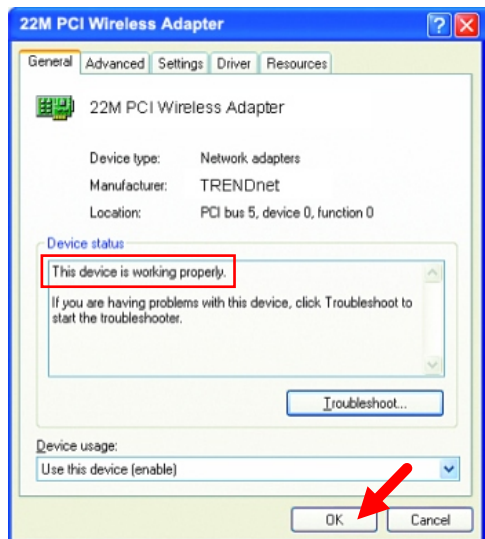 22M PCI Wireless Adapter
General Advanced Settings Driver Resources
22M PCI Wireless Adapter
Device type: Network adapters
Manufacturer: TRENDnet
Location: PCI bus 5, device 0, function 0
Device status
This device is working properly.
If you are having problems with this device, click Troubleshoot to
start the troubleshooter.
Troubleshoot...
Device usage:
Use this device (enable)
OK Cancel